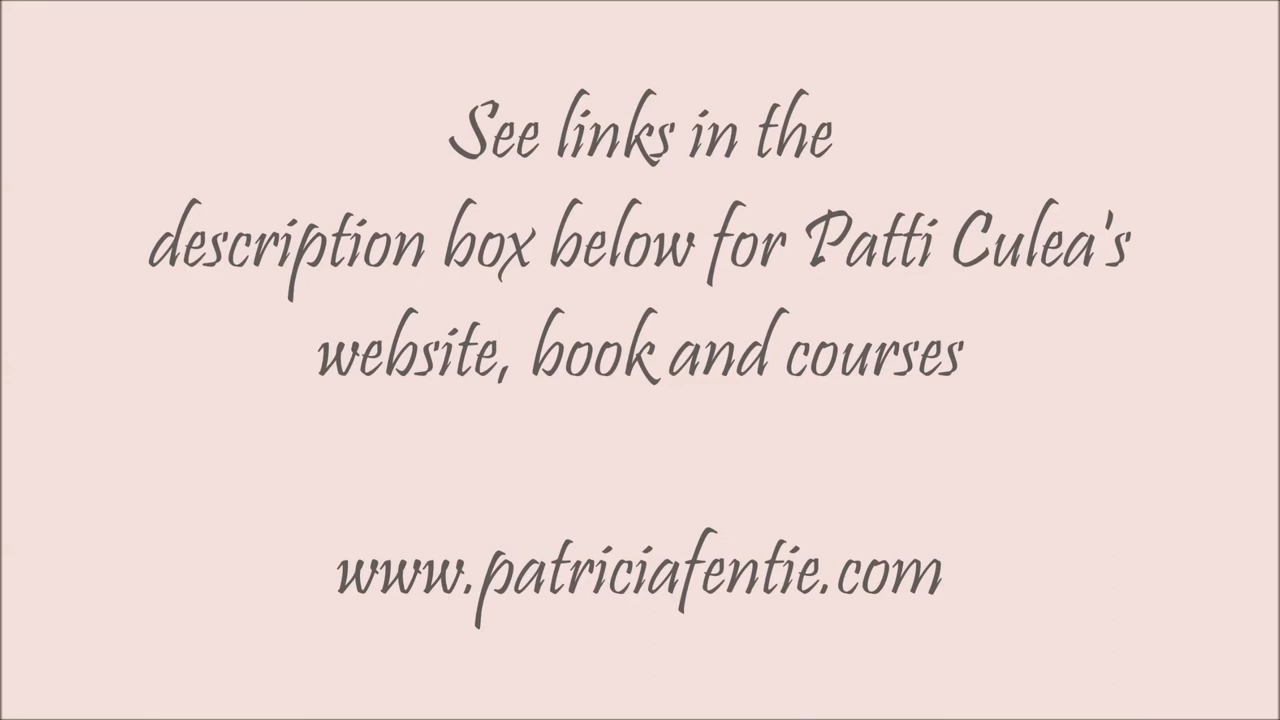 See links in the
description box below for Patti Culea's
website, book and courses
www.patriciafentie.com